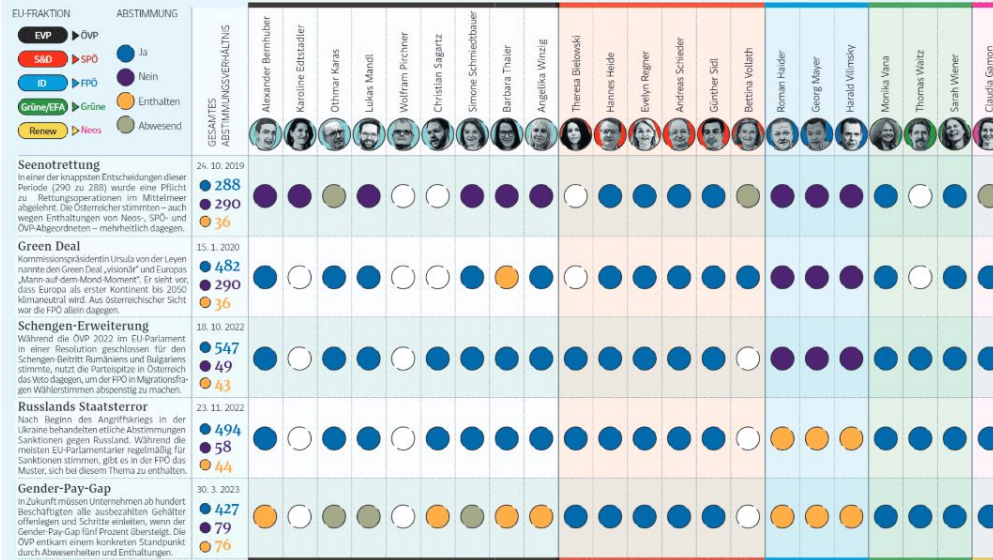 EU-FRAKTION
EVP ÖVP
S&D SPÖ
ID FPÖ
Grüne/EFA Grüne
Renew Neos
ABSTIMMUNG
Ja
Nein
Enthalten
Abwesend
GESAMTES
ABSTIMMUNGSVERHÄLTNIS
Alexander Bernhuber
Karoline Edtstadler
Othmar Karas
Lukas Mandl
Wolfram Pirchner
Christian Sagartz
Simone Schmiedtbauer
Barbara Thaler
Angelika Winzig
Theresa Bielowski
Hannes Heide
Evelyn Regner
Andreas Schieder
Günther Sidl
Bettina Vollath
Roman Haider
Georg Mayer
Harald Vilimsky
Monika Vana
Thomas Waitz
Sarah Wiener
Claudia Gamon
Seenotrettung
In einer der knappsten Entscheidungen dieser
Periode (290 zu 288) wurde eine Pflicht
zu Rettungsoperationen im Mittelmeer
abgelehnt. Die Österreicher stimmten – auch
wegen Enthaltungen von Neos-, SPÖ- und
ÖVP-Abgeordneten – mehrheitlich dagegen.
24. 10. 2019
288
290
36
Green Deal
Kommissionspräsidentin Ursula von der Leyen
nannte den Green Deal „visionär“ und Europas
„Mann-auf-dem-Mond-Moment“. Er sieht vor,
dass Europa als erster Kontinent bis 2050
klimaneutral wird. Aus österreichischer Sicht
war die FPÖ allein dagegen.
15. 1. 2020
482
290
36
Schengen-Erweiterung
Während die ÖVP 2022 im EU-Parlament
in einer Resolution geschlossen für den
Schengen-Beitritt Rumäniens und Bulgariens
stimmte, nutzt die Parteispitze in Österreich
das Veto dagegen, um der FPÖ in Migrationsfra-
gen Wählerstimmen abspenstig zu machen.
18. 10. 2022
547
49
43
Russlands Staatsterror
Nach Beginn des Angriffskriegs in der
Ukraine behandelten etliche Abstimmungen
Sanktionen gegen Russland. Während die
meisten EU-Parlamentarier regelmäßig für
Sanktionen stimmen, gibt es in der FPÖ das
Muster, sich bei diesem Thema zu enthalten.
23. 11. 2022
494
58
44
Gender-Pay-Gap
In Zukunft müssen Unternehmen ab hundert
Beschäftigten alle ausbezahlten Gehälter
offenlegen und Schritte einleiten, wenn der
Gender-Pay-Gap fünf Prozent übersteigt. Die
ÖVP entkam einem konkreten Standpunkt
durch Abwesenheiten und Enthaltungen.
30. 3. 2023
427
79
76